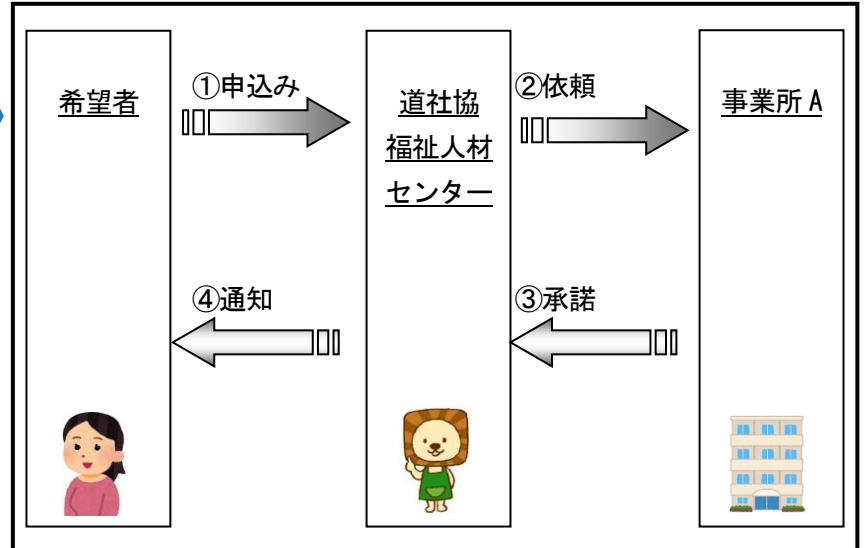 希望者
①申込み
道社協
福祉人材
センター
②依頼
事業所A
④通知
③承諾